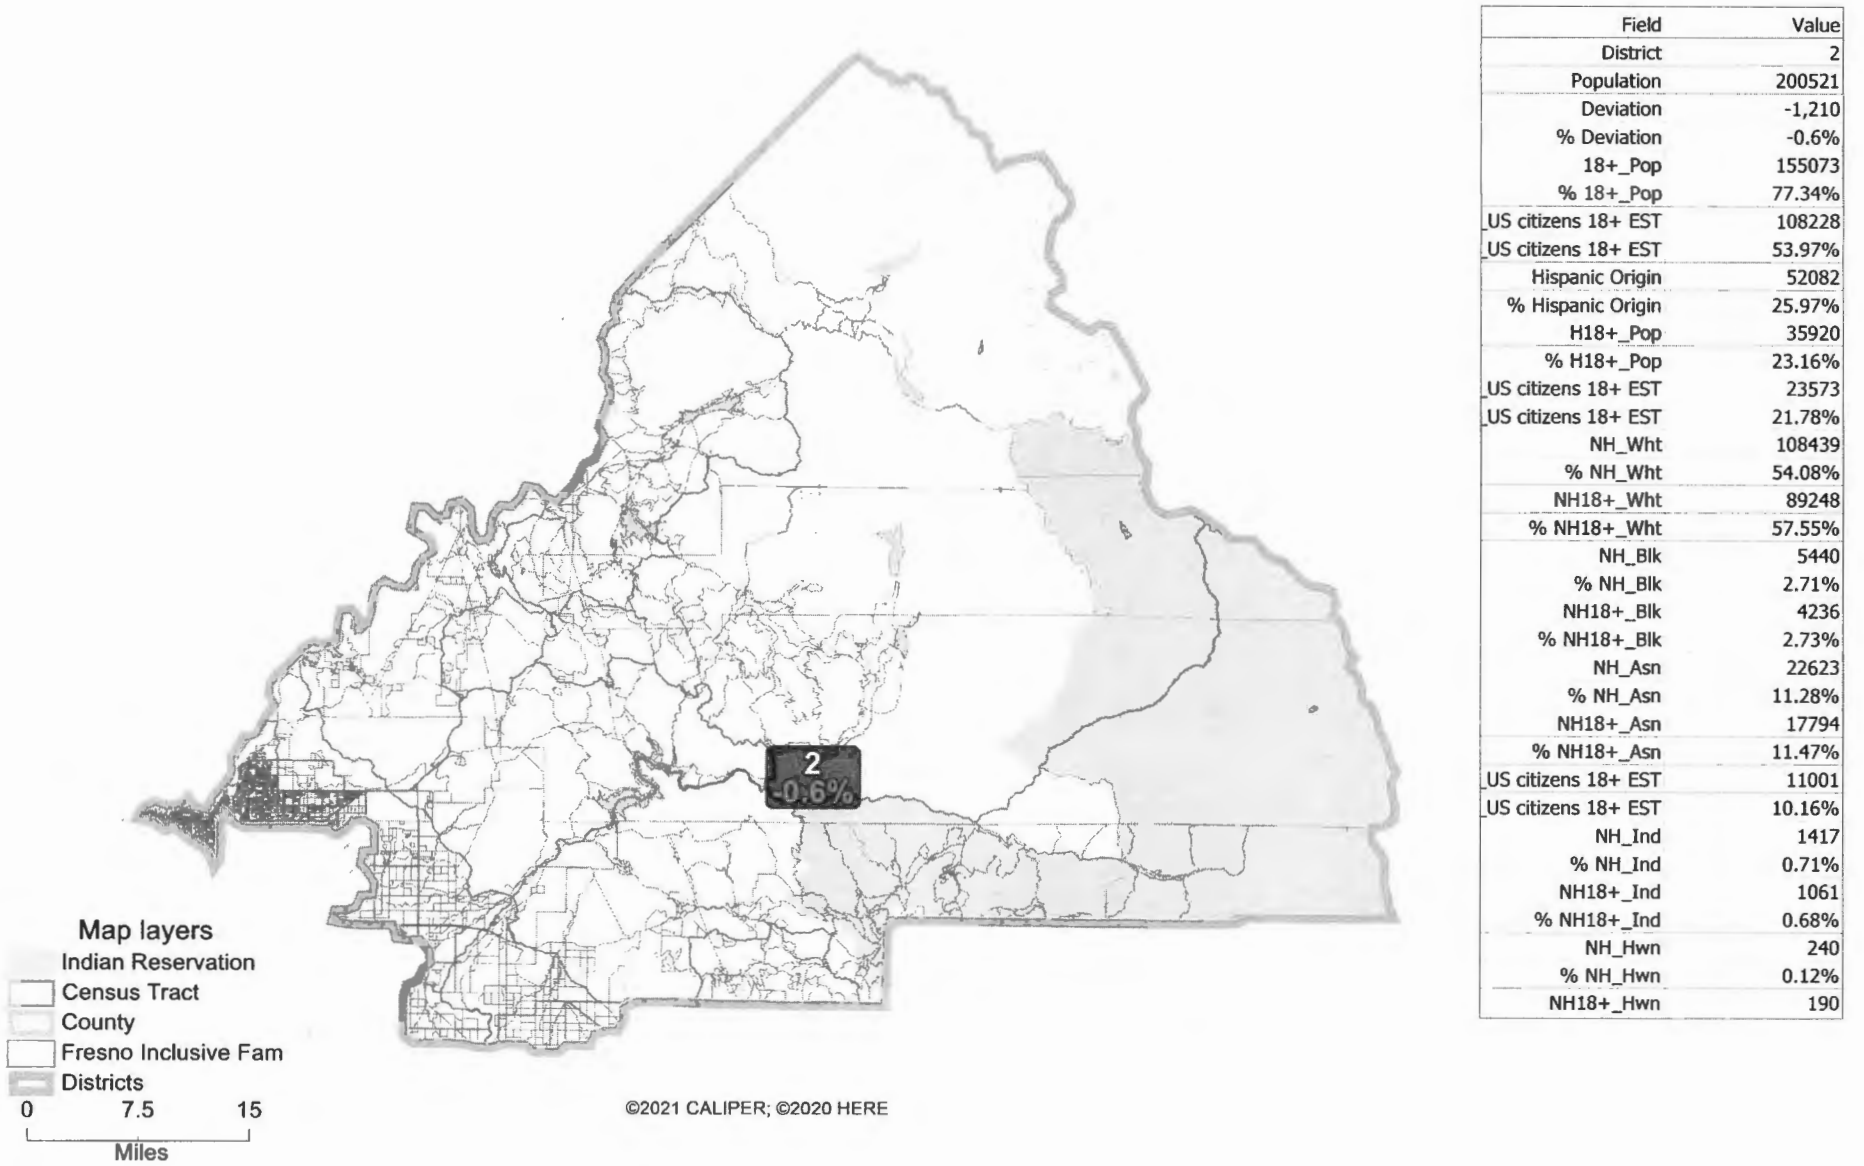 2
-0.6%
Map layers
Indian Reservation
Census Tract
County
Fresno Inclusive Fam
Districts
0 7.5 15
Miles
©2021 CALIPER; ©2020 HERE
Field Value
District 2
Population 200521
Deviation -1,210
% Deviation -0.6%
18+_Pop 155073
% 18+_Pop 77.34%
_US citizens 18+ EST 108228
_US citizens 18+ EST 53.97%
Hispanic Origin 52082
% Hispanic Origin 25.97%
H18+_Pop 35920
% H18+_Pop 23.16%
_US citizens 18+ EST 23573
_US citizens 18+ EST 21.78%
NH_Wht 108439
% NH_Wht 54.08%
NH18+_Wht 89248
% NH18+_Wht 57.55%
NH_Blk 5440
% NH_Blk 2.71%
NH18+_Blk 4236
% NH18+_Blk 2.73%
NH_Asn 22623
% NH_Asn 11.28%
NH18+_Asn 17794
% NH18+_Asn 11.47%
_US citizens 18+ EST 11001
_US citizens 18+ EST 10.16%
NH_Ind 1417
% NH_Ind 0.71%
NH18+_Ind 1061
% NH18+_Ind 0.68%
NH_Hwn 240
% NH_Hwn 0.12%
NH18+_Hwn 190